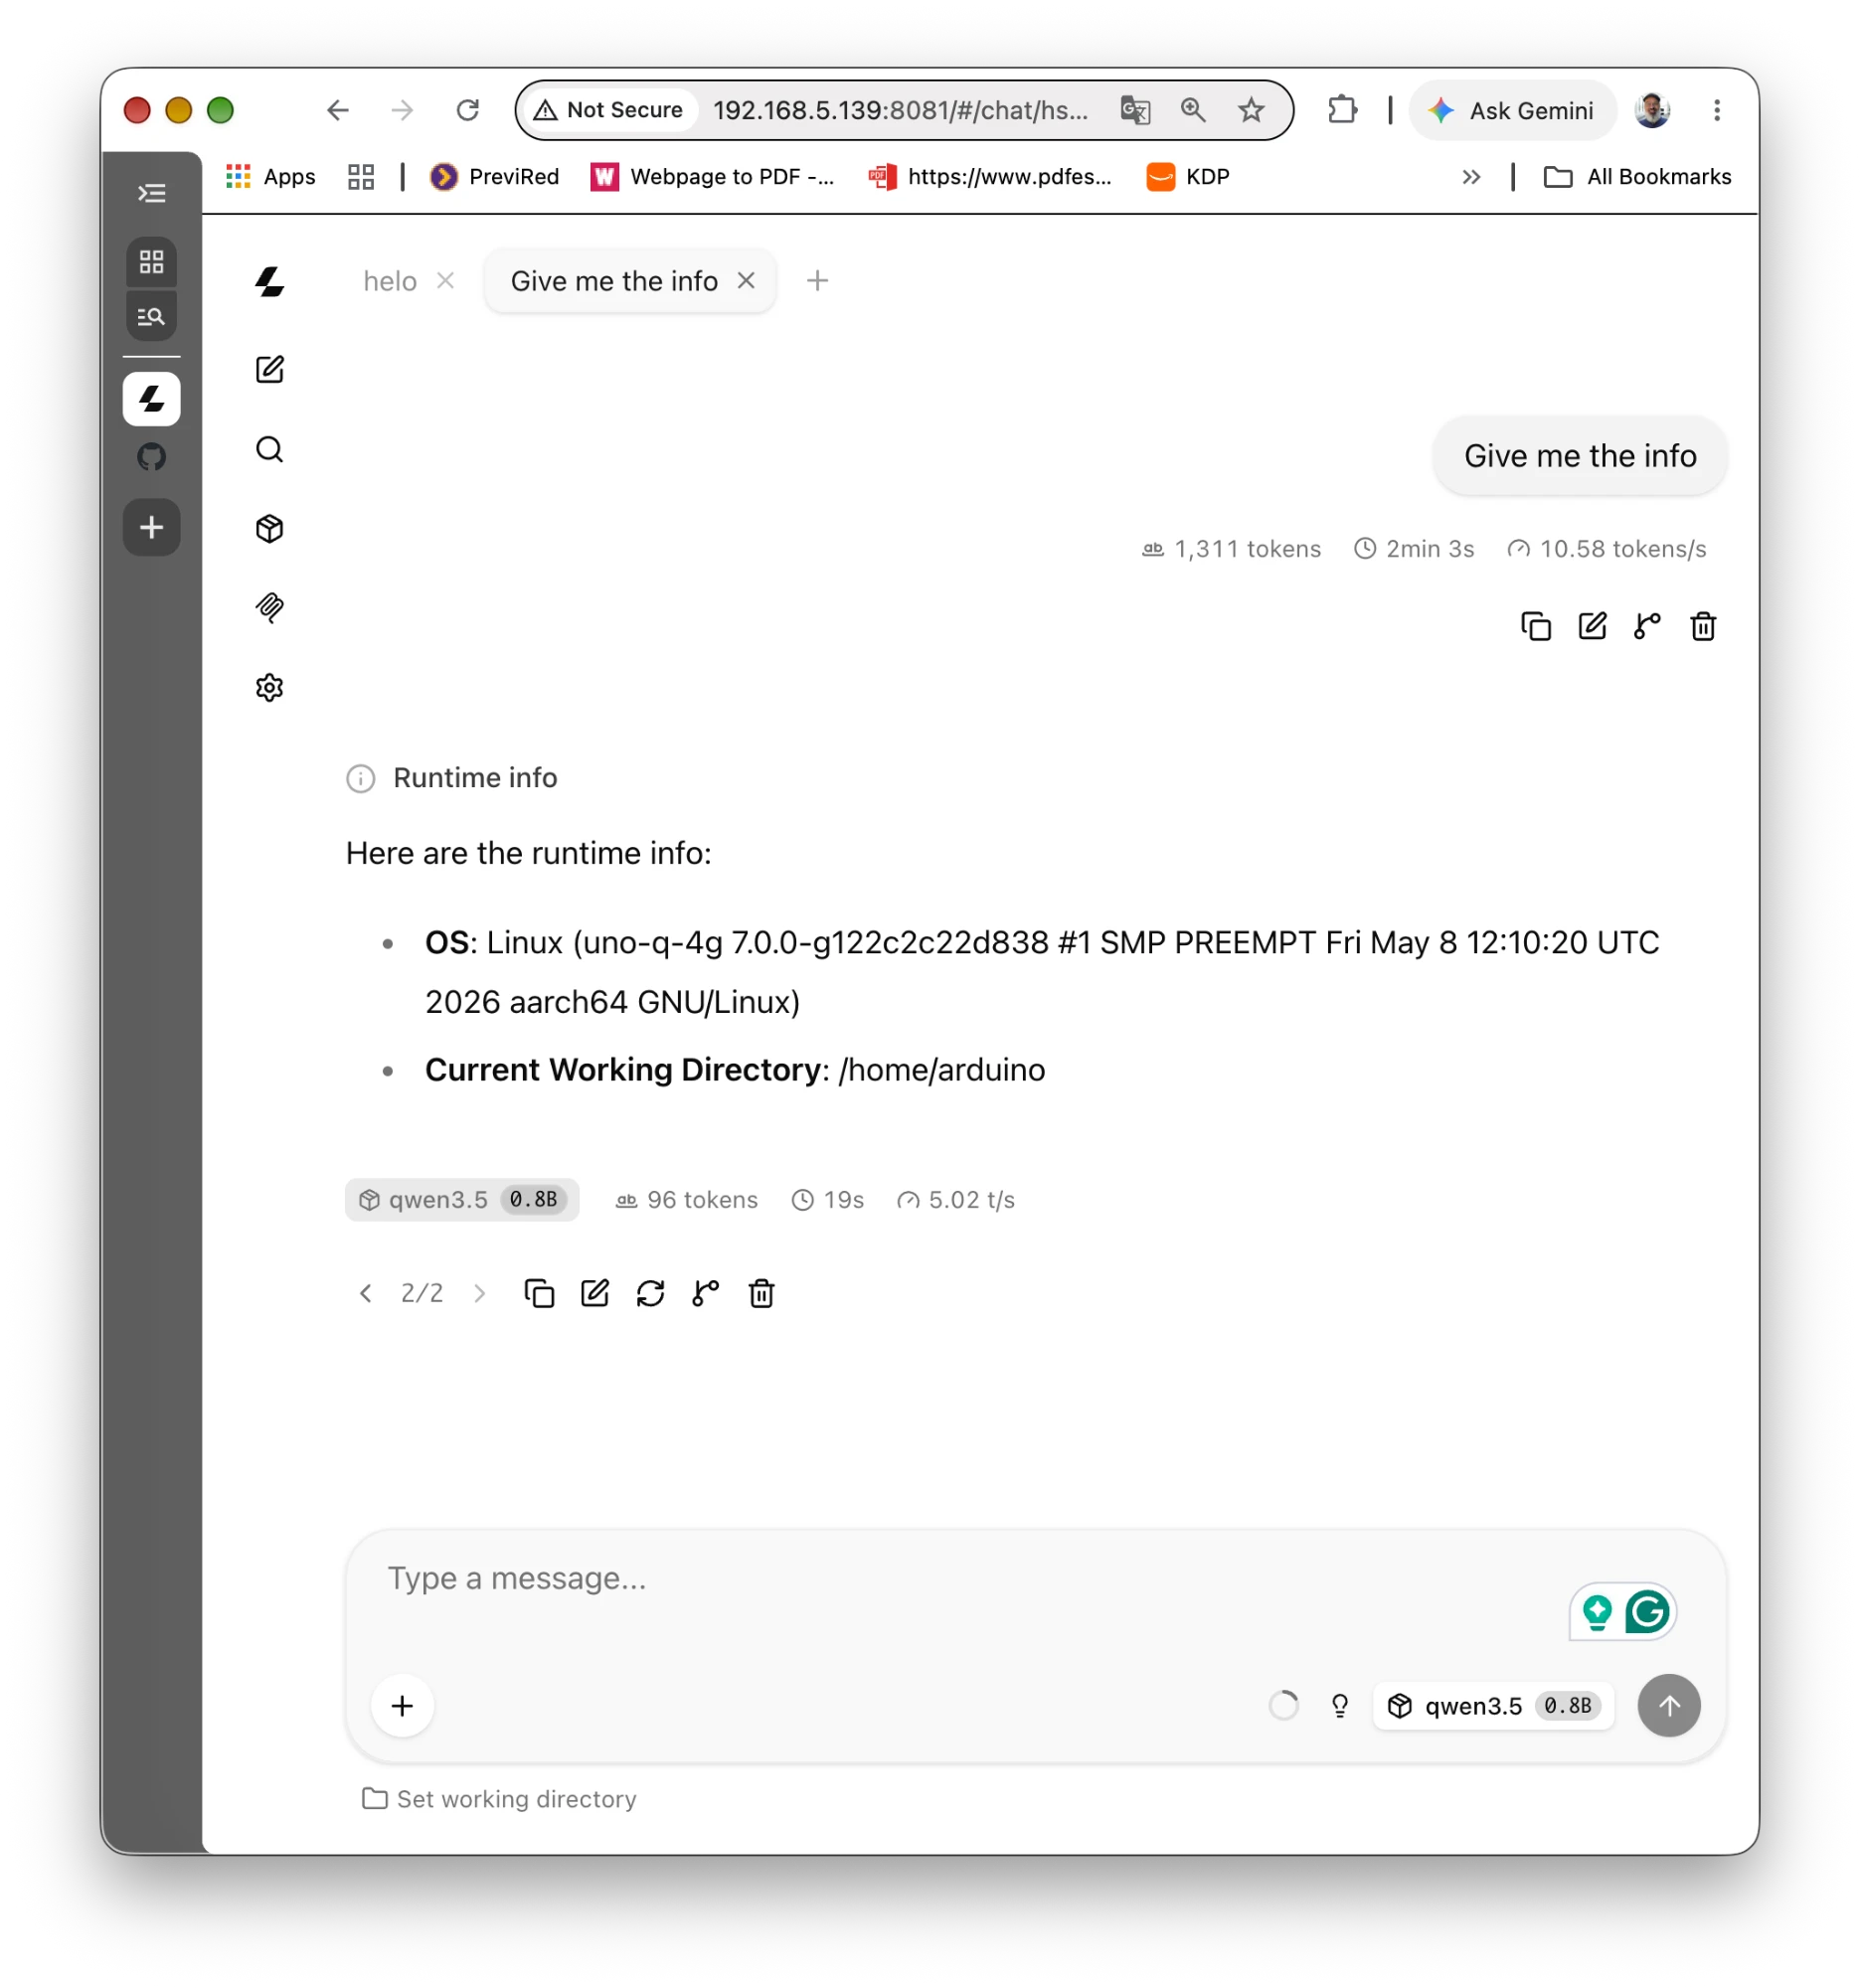 Not Secure 192.168.5.139:8081/#/chat/hs... Ask Gemini
Apps PreviRed Webpage to PDF -... https://www.pdfes... KDP All Bookmarks
helo Give me the info
Give me the info
1,311 tokens 2min 3s 10.58 tokens/s
Runtime info
Here are the runtime info:
OS: Linux (uno-q-4g 7.0.0-g122c2c22d838 #1 SMP PREEMPT Fri May 8 12:10:20 UTC
2026 aarch64 GNU/Linux)
Current Working Directory: /home/arduino
qwen3.5 0.8B 96 tokens 19s 5.02 t/s
2/2
Type a message...
qwen3.5 0.8B
Set working directory